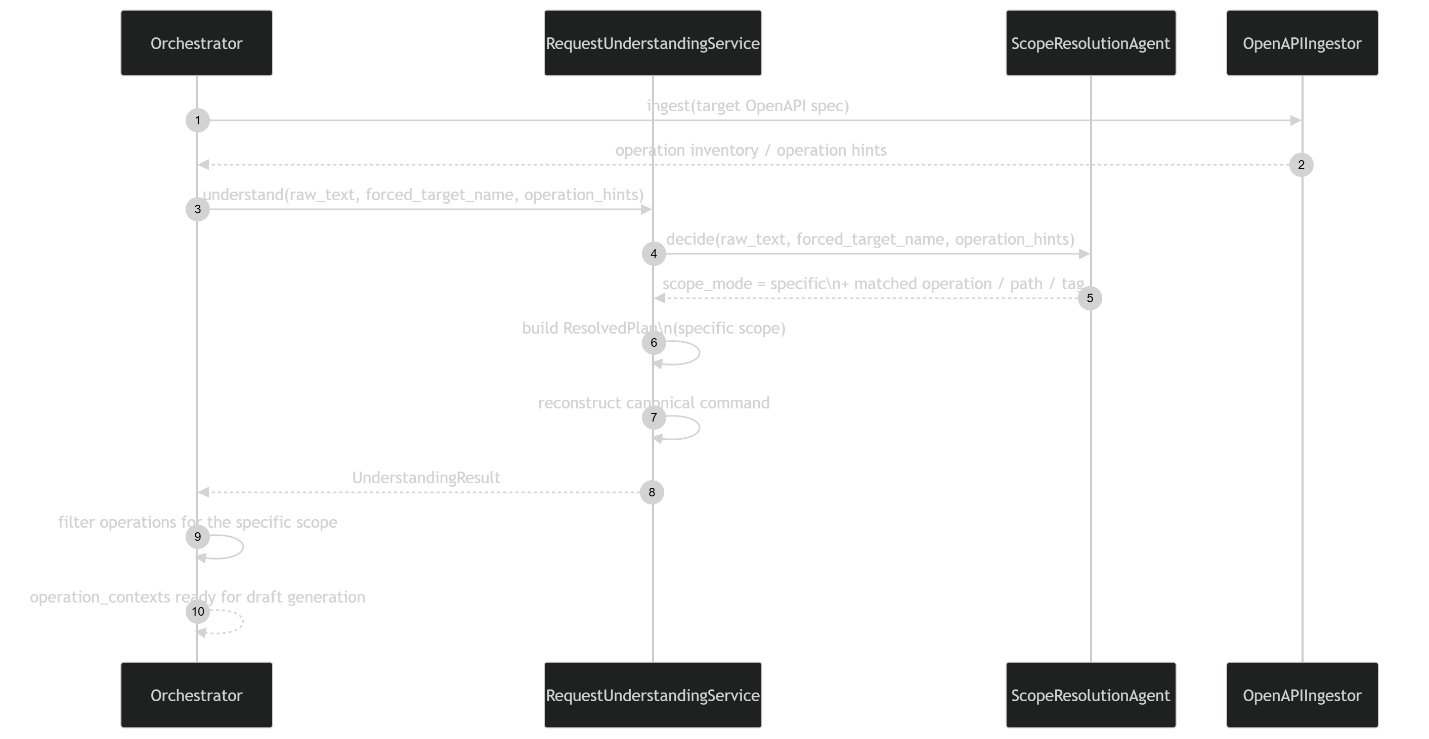 Orchestrator
RequestUnderstandingService
ScopeResolutionAgent
OpenAPIIngestor
ingest(target OpenAPI spec)
1
operation inventory / operation hints
2
understand(raw_text, forced_target_name, operation_hints)
3
decide(raw_text, forced_target_name, operation_hints)
4
scope_mode = specific\n+ matched operation / path / tag
5
build ResolvedPlan\n(specific scope)
6
reconstruct canonical command
7
UnderstandingResult
8
filter operations for the specific scope
9
operation_contexts ready for draft generation
10
Orchestrator
RequestUnderstandingService
ScopeResolutionAgent
OpenAPIIngestor